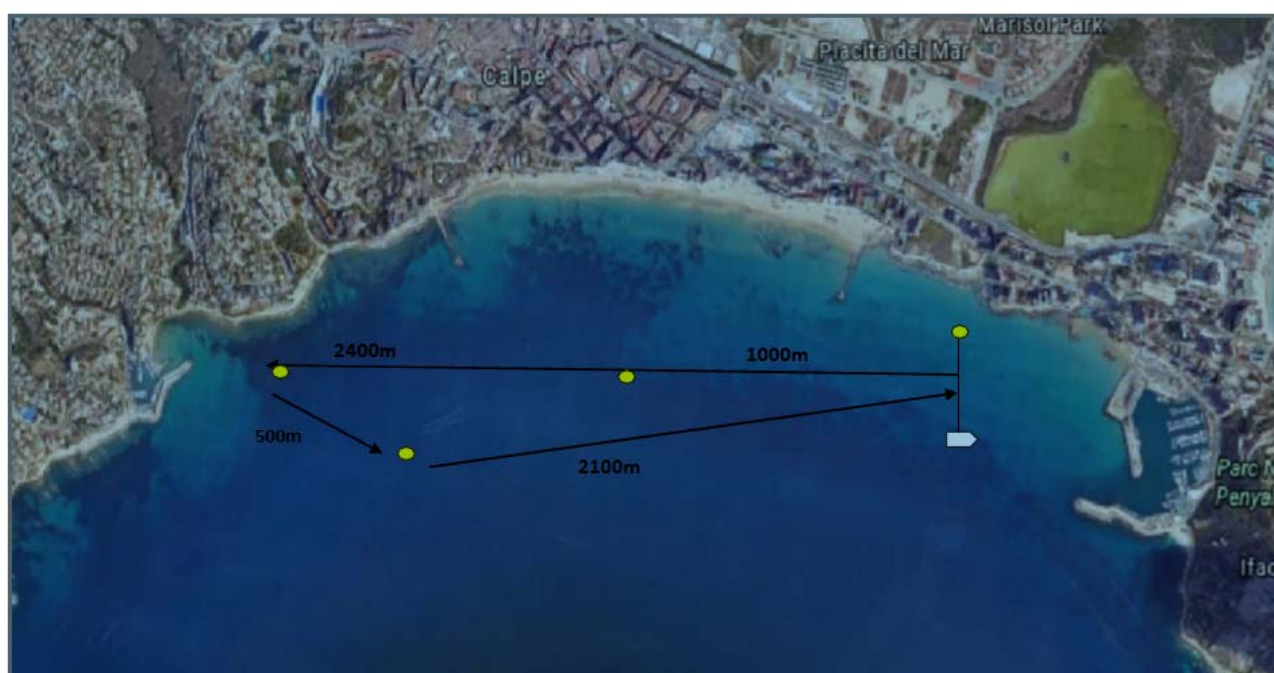 Marisol Park
Placita del Mar
Calpe
2400m
1000m
500m
2100m
Parc N
Penya
Ifac